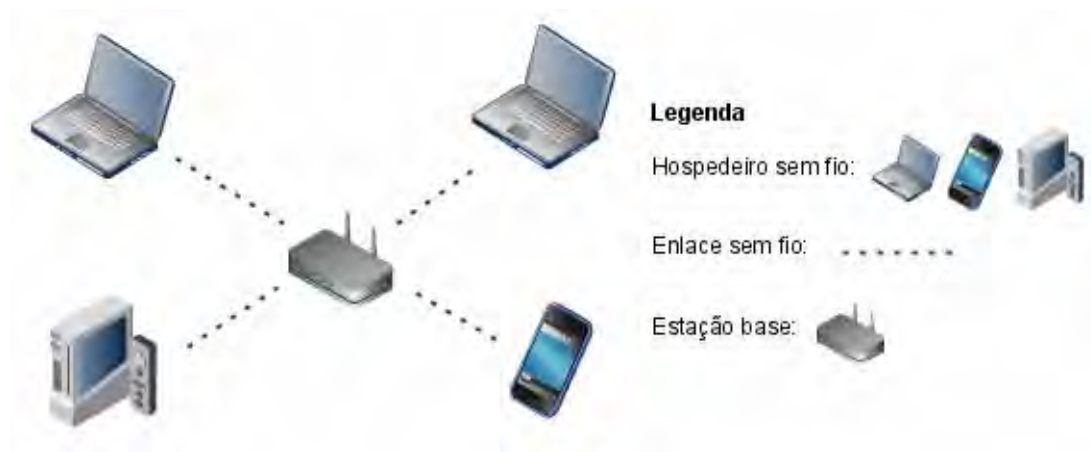 Legenda
Hospedeiro sem fio:
Enlace sem fio:
Estação base: